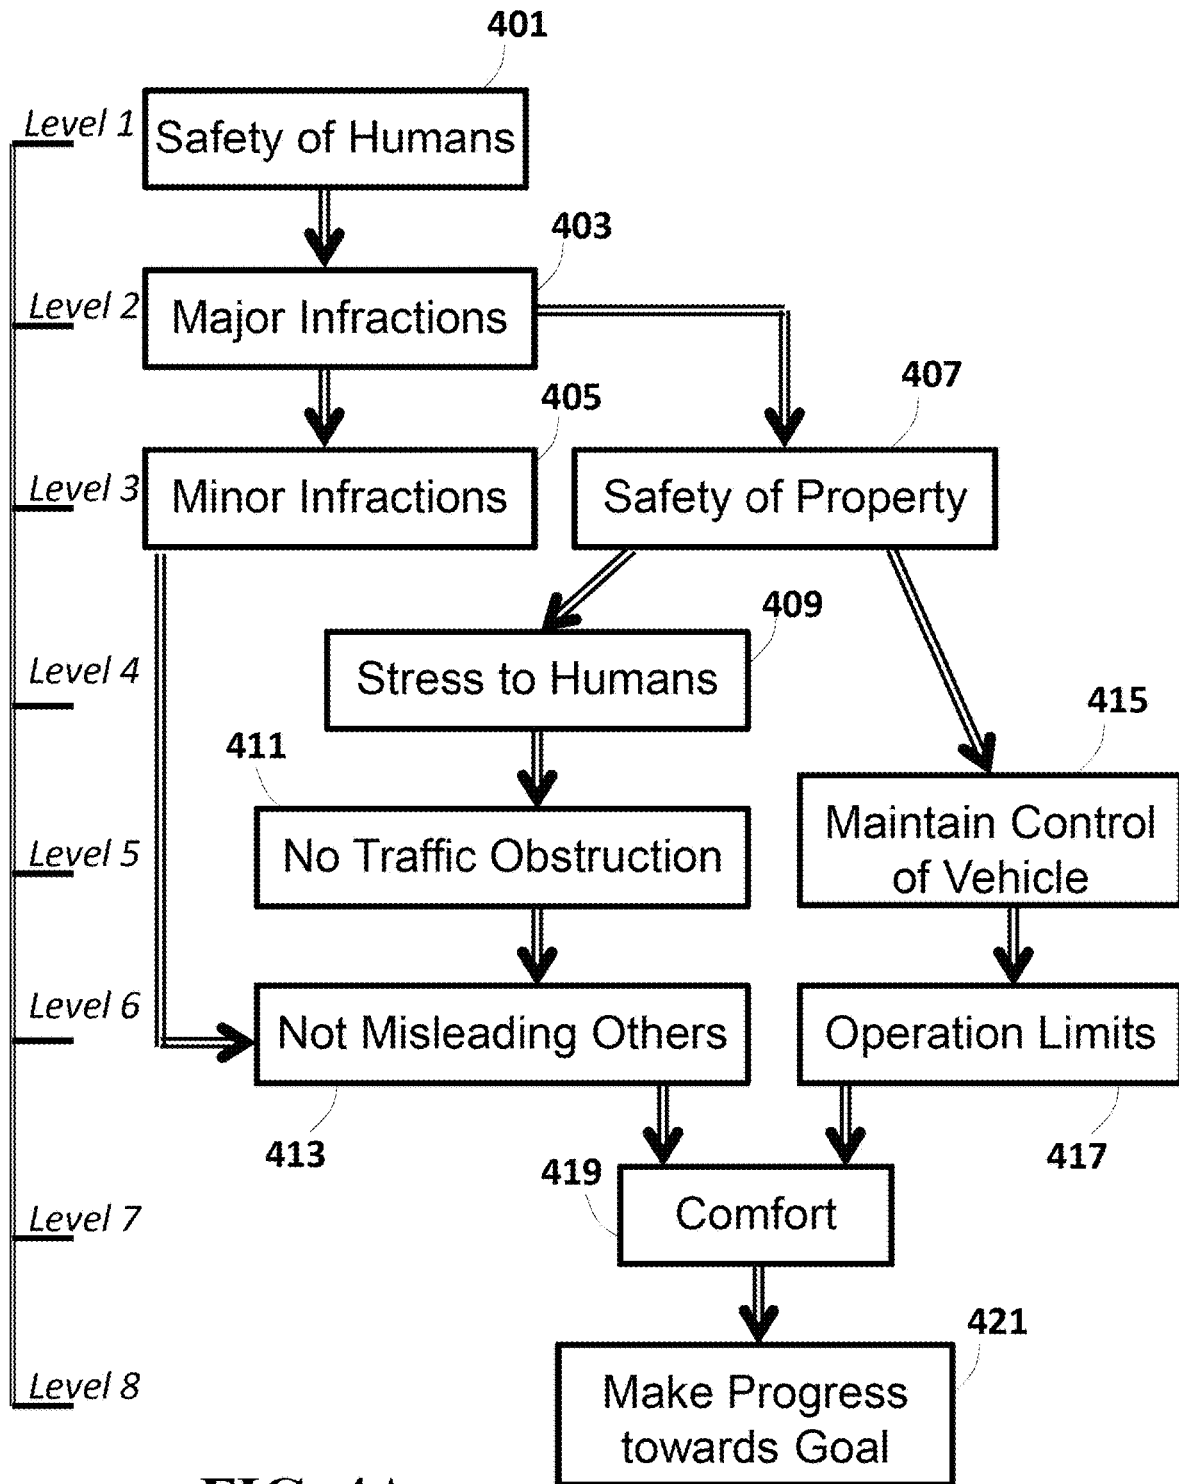 401
Level 1
Safety of Humans
403
Level 2
Major Infractions
407
405
Level 3
Minor Infractions
Safety of Property
409
Level 4
Stress to Humans
415
411
Maintain Control
of Vehicle
Level 5
No Traffic Obstruction
Level 6
Not Misleading Others
Operation Limits
413
417
419
Level 7
Comfort
421
Level 8
Make Progress
towards Goal